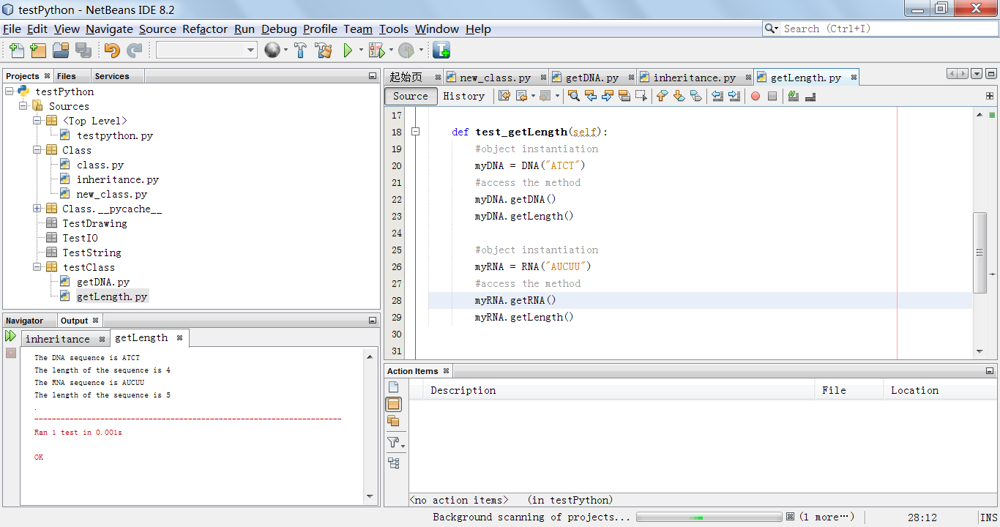 testPython - NetBeans IDE 8.2
File Edit View Navigate Source Refactor Run Debug Profile Team Tools Window Help
Search (Ctrl+I)
Projects Files Services
testPython
Sources
<Top Level>
testpython.py
Class
class.py
inheritance.py
new_class.py
Class.__pycache__
TestDrawing
TestIO
TestString
testClass
getDNA.py
getLength.py
Navigator Output
inheritance getLength
The DNA sequence is ATCT
The length of the sequence is 4
The RNA sequence is AUCUU
The length of the sequence is 5
.
----------------------------------------------------------------------
Ran 1 test in 0.001s
OK
起始页 new_class.py getDNA.py inheritance.py getLength.py
Source History
17
18 def test_getLength(self):
19 #object instantiation
20 myDNA = DNA("ATCT")
21 #access the method
22 myDNA.getDNA()
23 myDNA.getLength()
24
25 #object instantiation
26 myRNA = RNA("AUCUU")
27 #access the method
28 myRNA.getRNA()
29 myRNA.getLength()
30
31
Action Items
Description File Location
<no action items> (in testPython)
Background scanning of projects... (1 more…) 28:12 INS